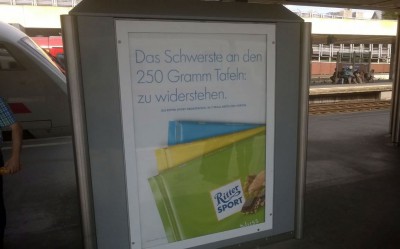 Das Schwerste an den
250 Gramm Tafeln:
zu widerstehen.
Ritter
SPORT